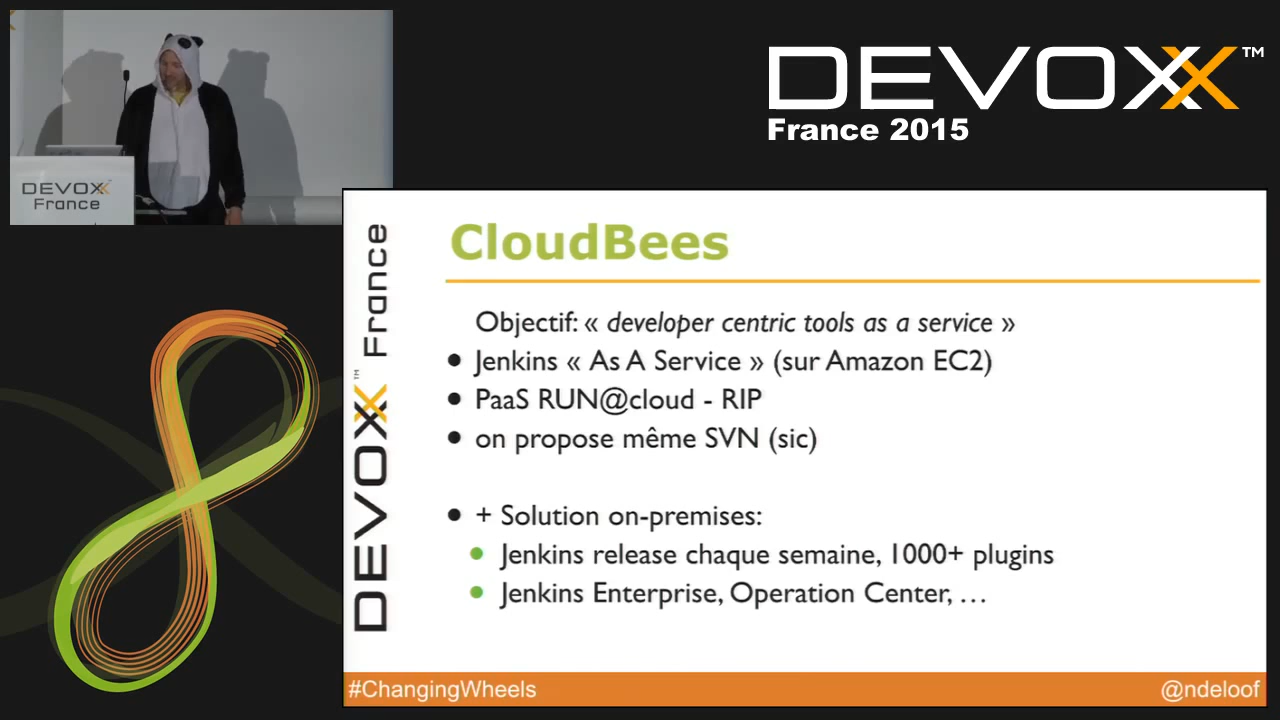 DEVOXX™
France 2015
DEVOXX
France
DEVOXX™ France
CloudBees
Objectif: « developer centric tools as a service »
• Jenkins « As A Service » (sur Amazon EC2)
• PaaS RUN@cloud - RIP
• on propose même SVN (sic)
• + Solution on-premises:
• Jenkins release chaque semaine, 1000+ plugins
• Jenkins Enterprise, Operation Center, …
#ChangingWheels
@ndeloof